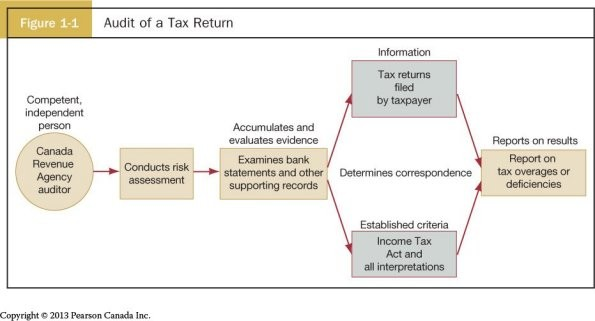 Figure 1-1 Audit of a Tax Return
Competent,
independent
person
Canada
Revenue
Agency
auditor
Conducts risk
assessment
Accumulates and
evaluates evidence
Examines bank
statements and other
supporting records
Information
Tax returns
filed
by taxpayer
Determines correspondence
Established criteria
Income Tax
Act and
all interpretations
Reports on results
Report on
tax overages or
deficiencies
Copyright © 2013 Pearson Canada Inc.